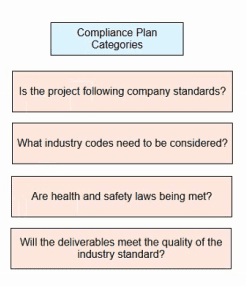 Compliance Plan
Categories
Is the project following company standards?
What industry codes need to be considered?
Are health and safety laws being met?
Will the deliverables meet the quality of the
industry standard?